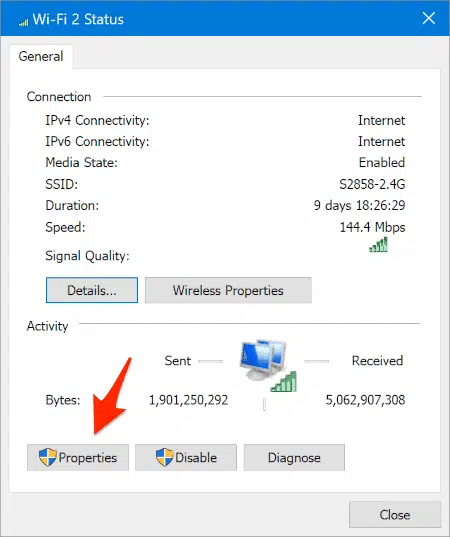 Wi-Fi 2 Status
General
Connection
IPv4 Connectivity: Internet
IPv6 Connectivity: Internet
Media State: Enabled
SSID: S2858-2.4G
Duration: 9 days 18:26:29
Speed: 144.4 Mbps
Signal Quality:
Details... Wireless Properties
Activity
Sent Received
Bytes: 1,901,250,292 5,062,907,308
Properties Disable Diagnose
Close